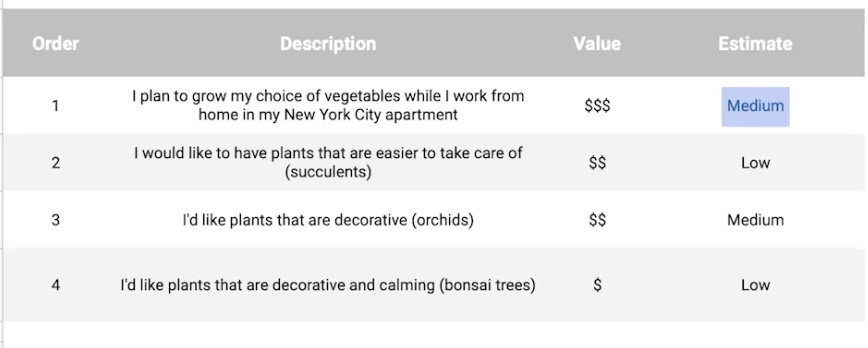 Order Description Value Estimate
1 I plan to grow my choice of vegetables while I work from home in my New York City apartment $$$ Medium
2 I would like to have plants that are easier to take care of (succulents) $$ Low
3 I'd like plants that are decorative (orchids) $$ Medium
4 I'd like plants that are decorative and calming (bonsai trees) $ Low